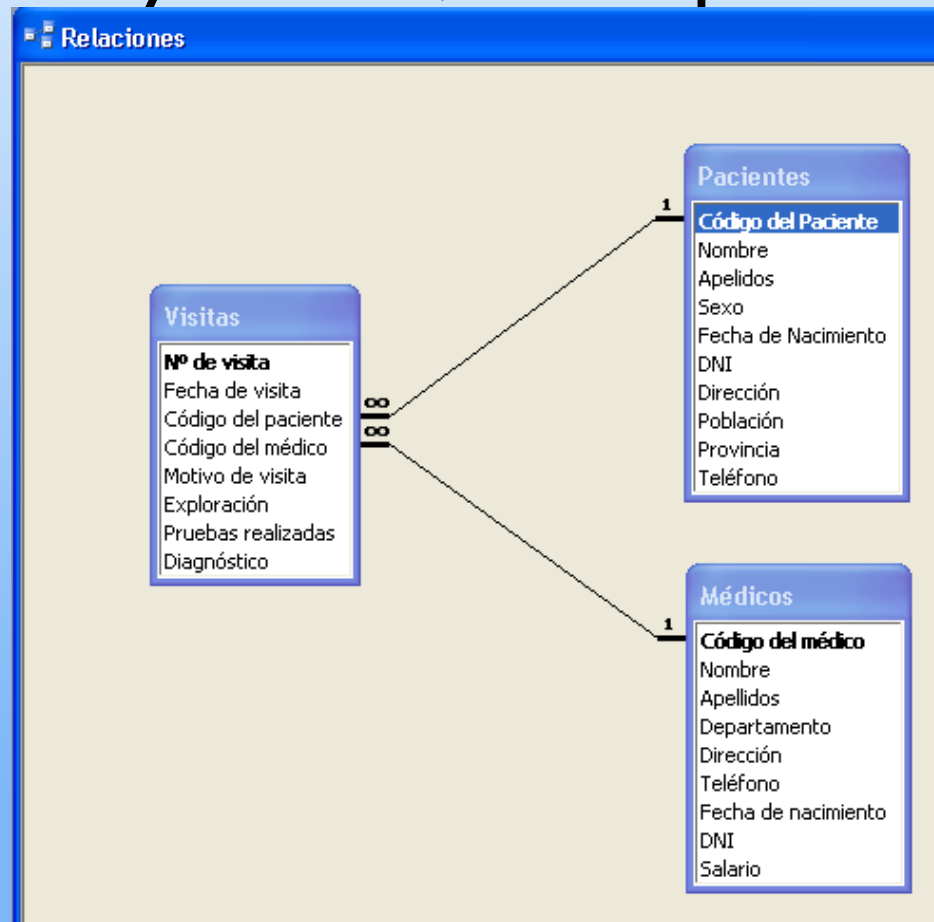 Relaciones
Visitas
Nº de visita
Fecha de visita
Código del paciente
Código del médico
Motivo de visita
Exploración
Pruebas realizadas
Diagnóstico
∞
∞
1
Pacientes
Código del Paciente
Nombre
Apelidos
Sexo
Fecha de Nacimiento
DNI
Dirección
Población
Provincia
Teléfono
1
Médicos
Código del médico
Nombre
Apellidos
Departamento
Dirección
Teléfono
Fecha de nacimiento
DNI
Salario